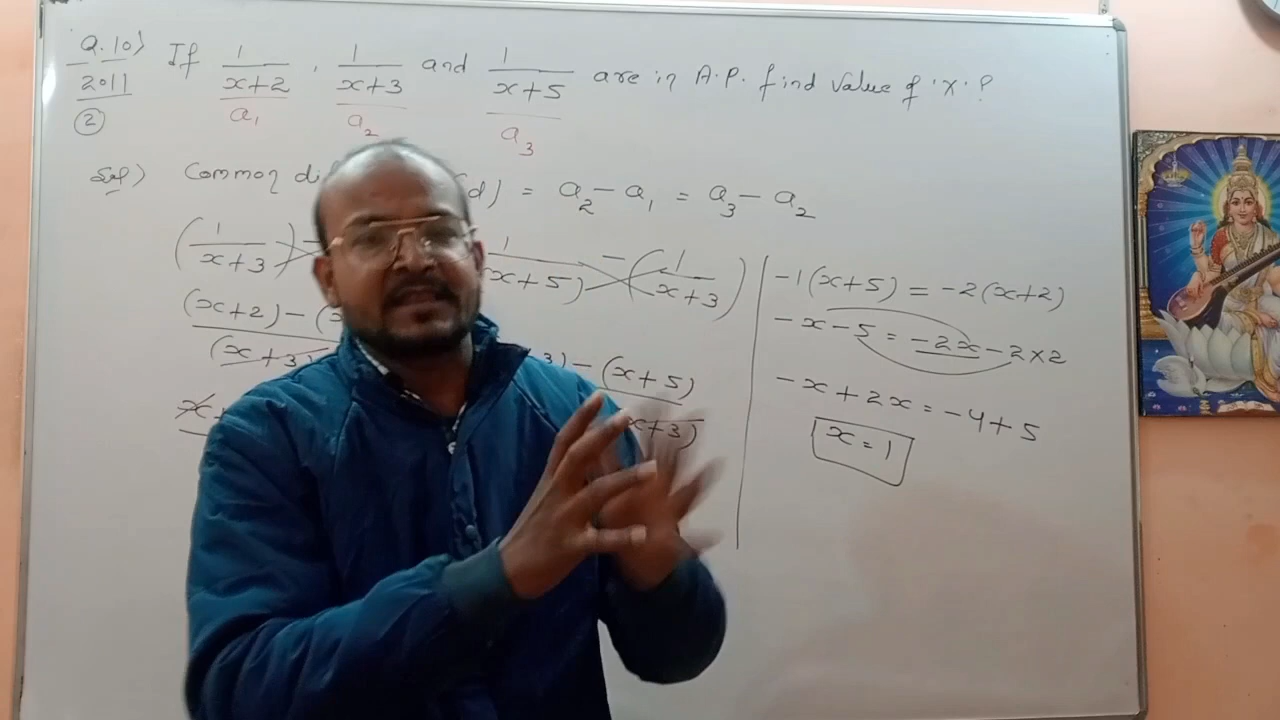 Q.10) If 1/(x+2), 1/(x+3) and 1/(x+5) are in A.P. find value of 'x'?
2011
②
a₁ a₂ a₃
Sol) Common (d) = a₂ - a₁ = a₃ - a₂
(1/(x+3)) - 1/(x+5) - (1/(x+3))
(x+2) - ( - (x+5)
(x+3) x+3)
-1(x+5) = -2(x+2)
-x - 5 = -2x - 2×2
-x + 2x = -4 + 5
x = 1